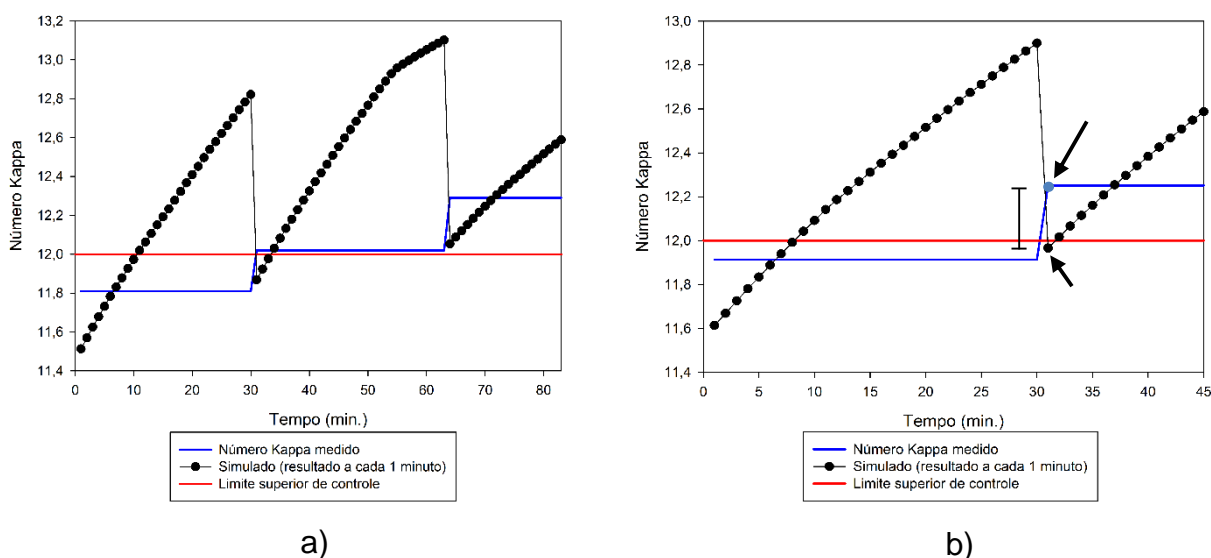 13,2
13,0
12,8
12,6
12,4
12,2
12,0
11,8
11,6
11,4
Número Kappa
0 10 20 30 40 50 60 70 80
Tempo (min.)
Número Kappa medido
Simulado (resultado a cada 1 minuto)
Limite superior de controle
a)
13,0
12,8
12,6
12,4
12,2
12,0
11,8
11,6
11,4
Número Kappa
0 5 10 15 20 25 30 35 40 45
Tempo (min.)
Número Kappa medido
Simulado (resultado a cada 1 minuto)
Limite superior de controle
b)